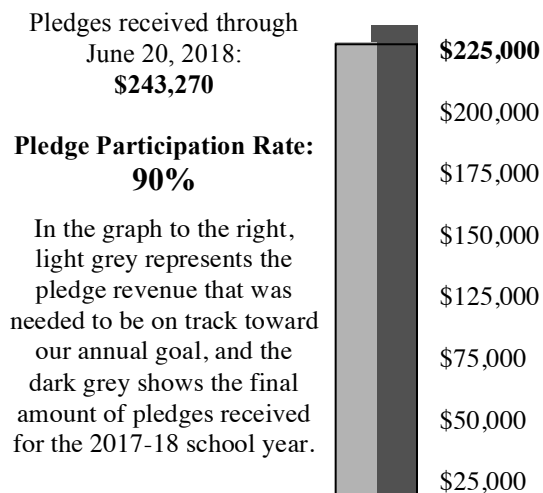 Pledges received through
June 20, 2018:
$243,270
Pledge Participation Rate:
90%
In the graph to the right,
light grey represents the
pledge revenue that was
needed to be on track toward
our annual goal, and the
dark grey shows the final
amount of pledges received
for the 2017-18 school year.
$225,000
$200,000
$175,000
$150,000
$125,000
$75,000
$50,000
$25,000